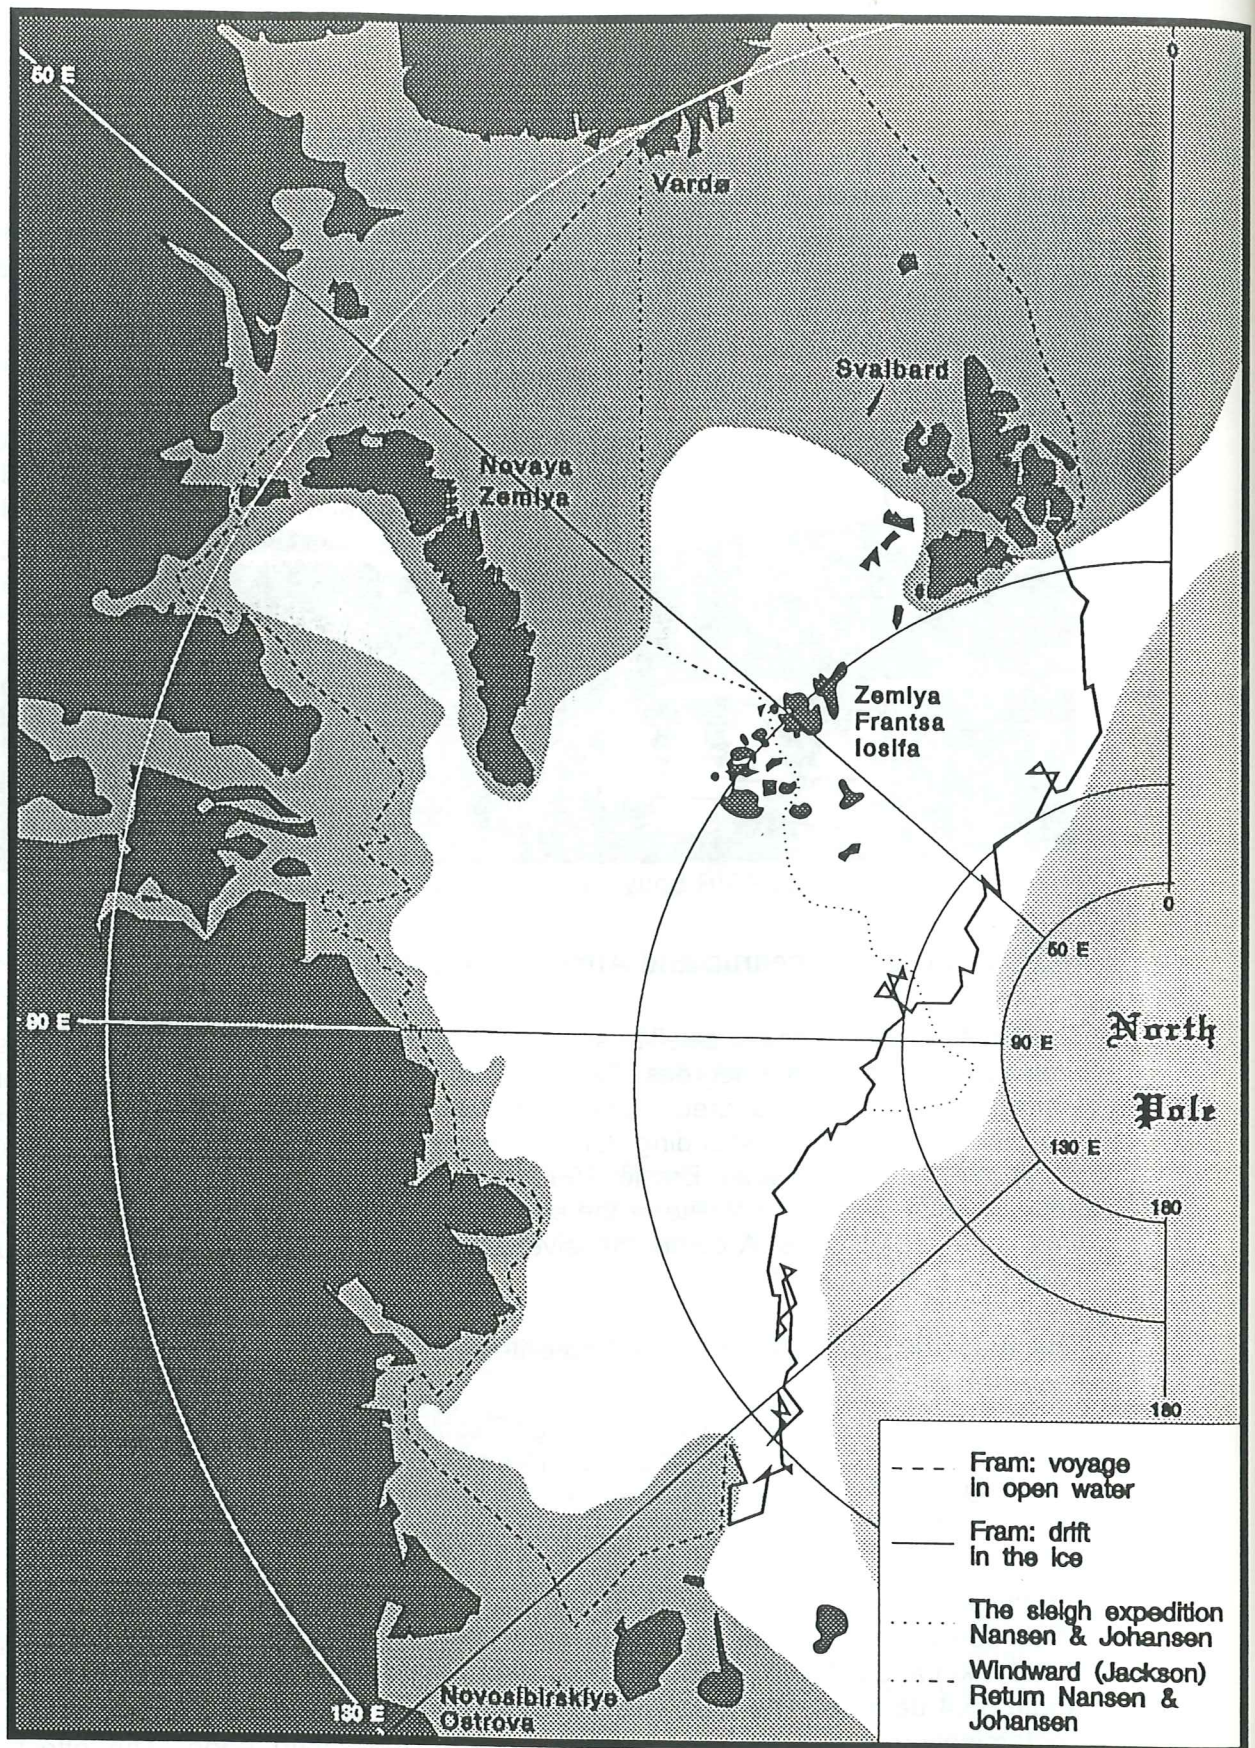 60 E
0
Vardø
Svalbard
Novaya
Zemlya
Zemlya
Frantsa
Iosifa
0
60 E
90 E
90 E
North
Pole
130 E
180
180
Fram: voyage
in open water
Fram: drift
in the ice
The sleigh expedition
Nansen & Johansen
Windward (Jackson)
Return Nansen &
Johansen
Novosibirskiye
Ostrova
130 E